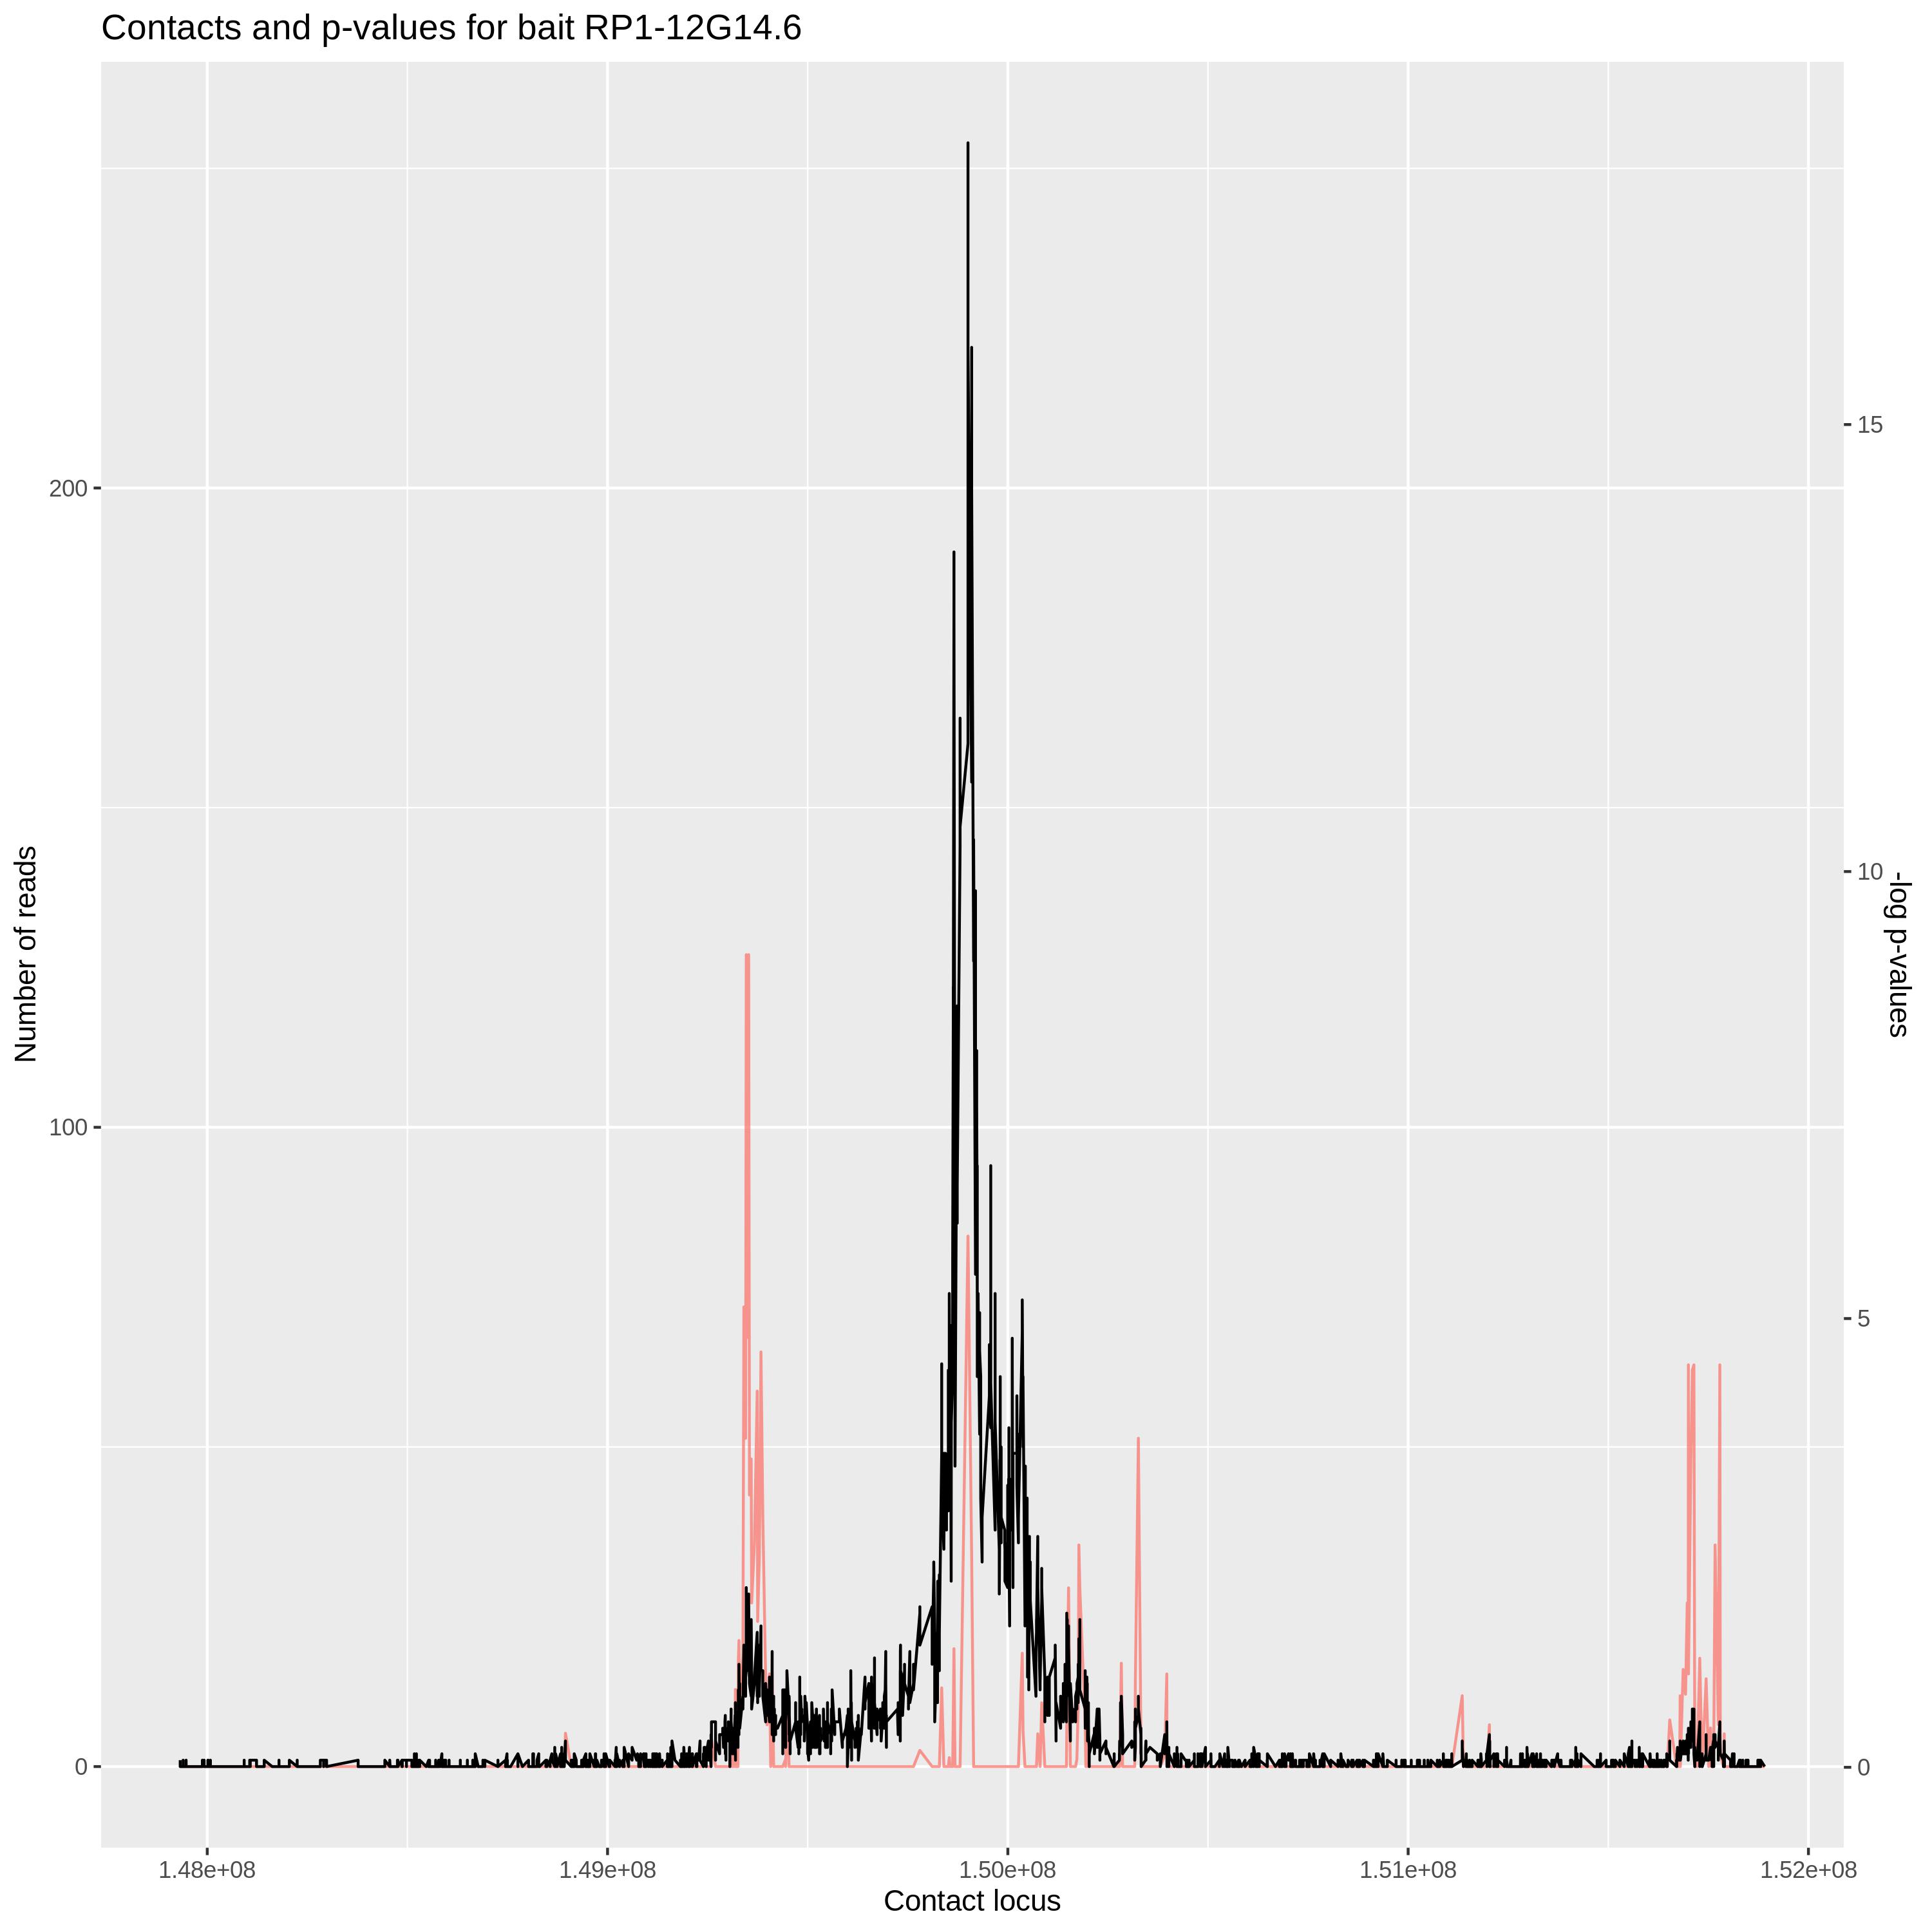 Contacts and p-values for bait RP1-12G14.6
200
100
0
Number of reads
15
10
5
0
-log p-values
1.48e+08 1.49e+08 1.50e+08 1.51e+08 1.52e+08
Contact locus